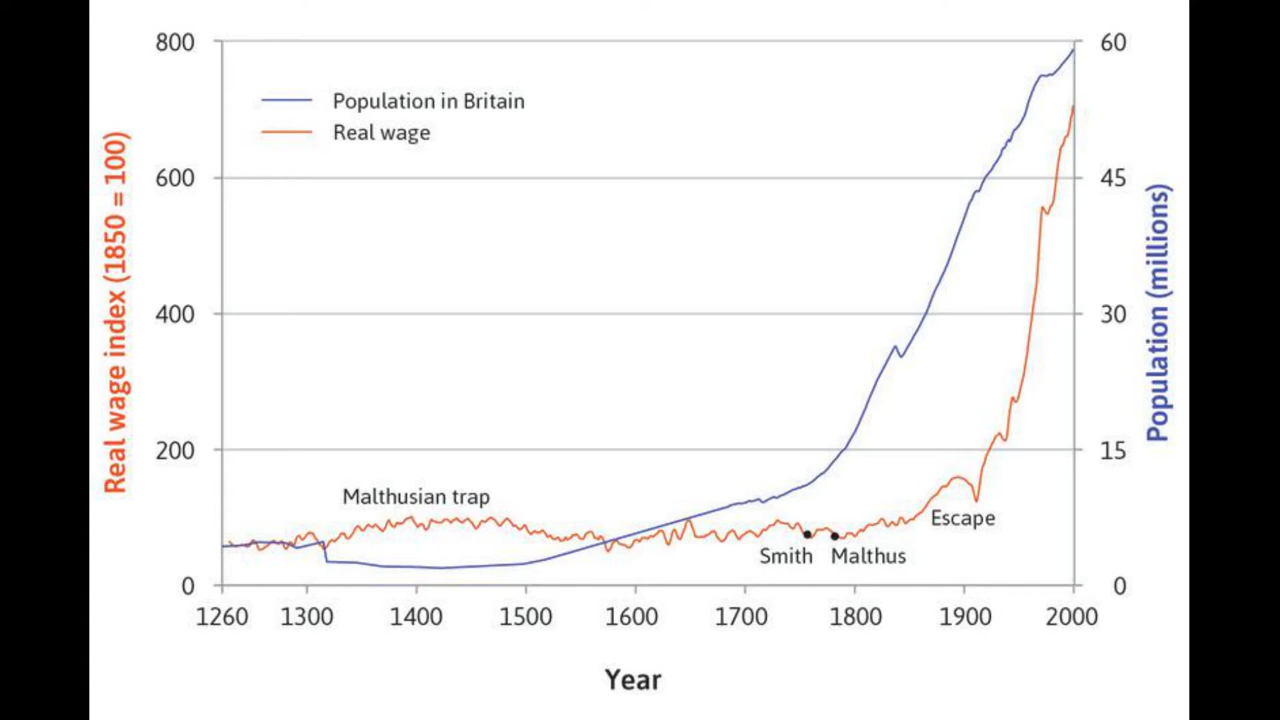 800
600
400
200
0
60
45
30
15
0
Population in Britain
Real wage
Malthusian trap
Smith
Malthus
Escape
1260 1300 1400 1500 1600 1700 1800 1900 2000
Year
Real wage index (1850 = 100)
Population (millions)